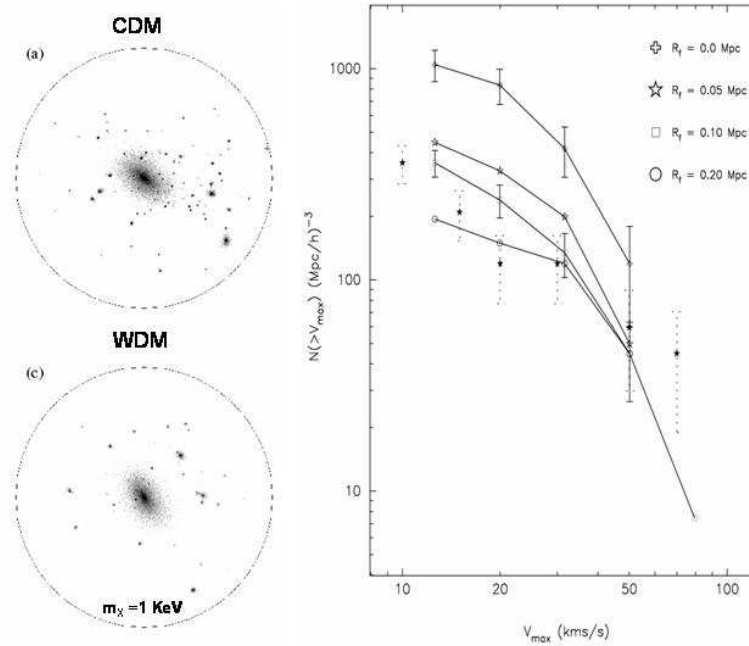 CDM
(a)
WDM
(c)
m_X =1 KeV
N(>V_max) (Mpc/h)^-3
1000
100
10
R_f = 0.0 Mpc
R_f = 0.05 Mpc
R_f = 0.10 Mpc
R_f = 0.20 Mpc
10
20
50
100
V_max (kms/s)